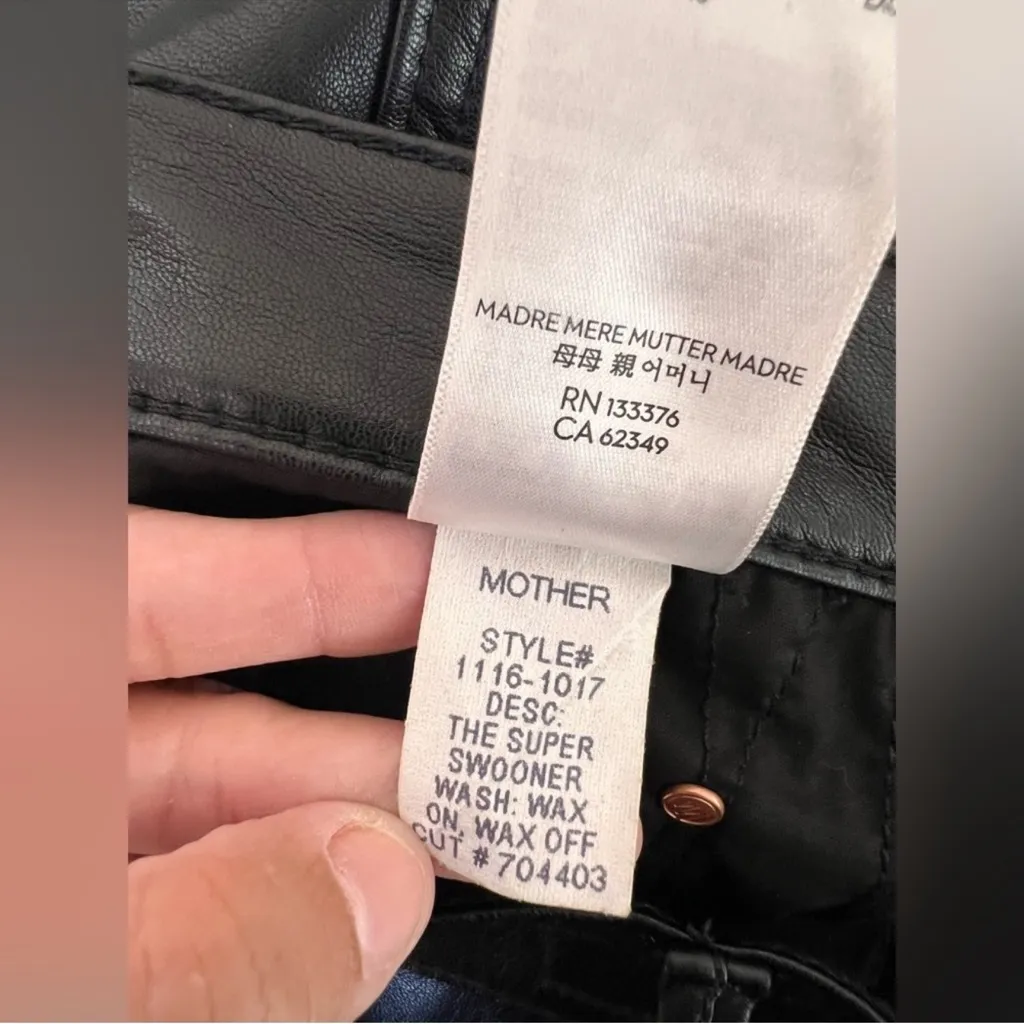 MADRE MERE MUTTER MADRE
母母 親 어머니
RN 133376
CA 62349
MOTHER
STYLE#
1116-1017
DESC:
THE SUPER
SWOONER
WASH: WAX
ON, WAX OFF
CUT # 704403